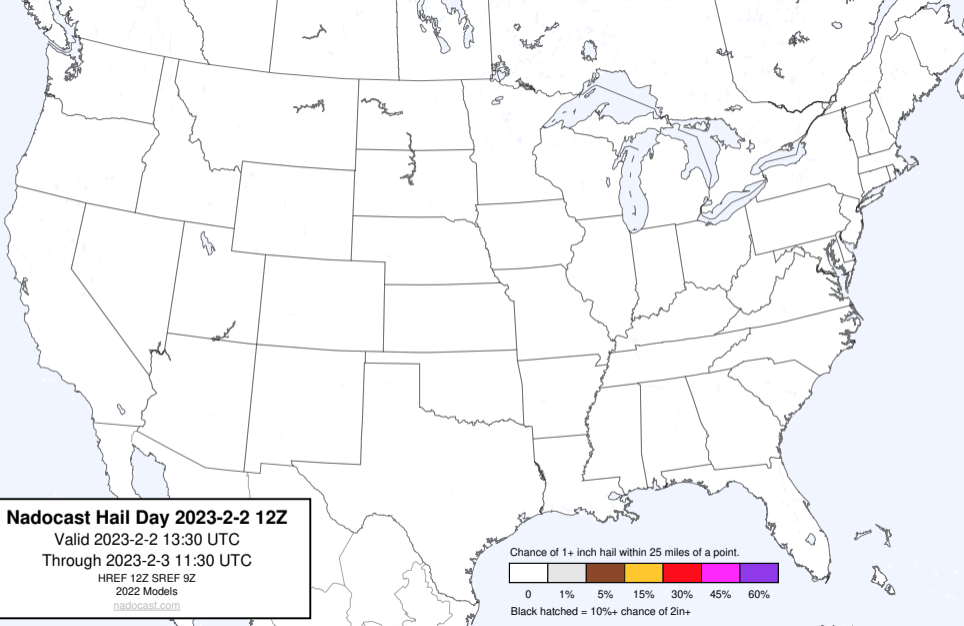 Nadocast Hail Day 2023-2-2 12Z
Valid 2023-2-2 13:30 UTC
Through 2023-2-3 11:30 UTC
HREF 12Z SREF 9Z
2022 Models
nadocast.com
Chance of 1+ inch hail within 25 miles of a point.
0 1% 5% 15% 30% 45% 60%
Black hatched = 10%+ chance of 2in+